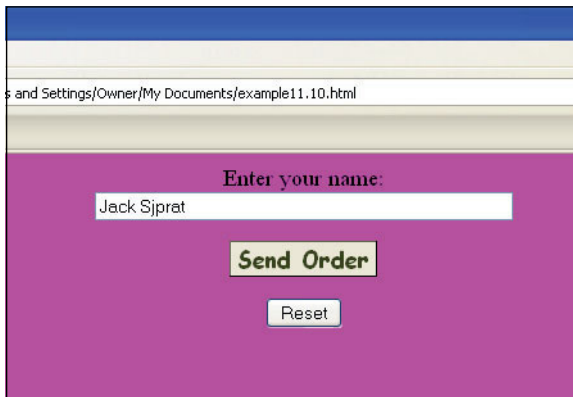 s and Settings/Owner/My Documents/example11.10.html
Enter your name:
Jack Sjprat
Send Order
Reset